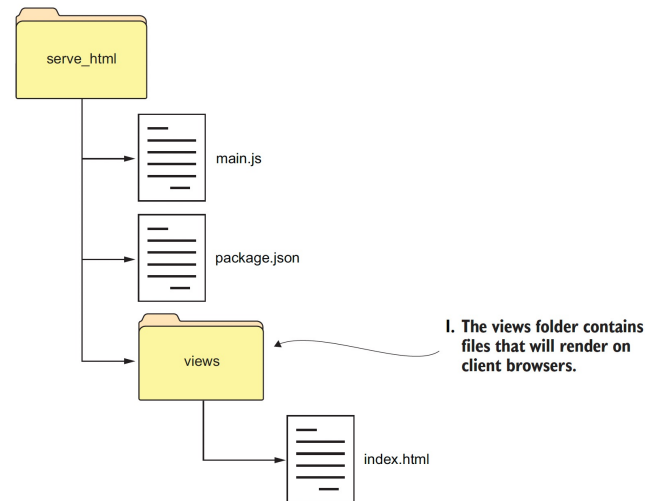 serve_html
main.js
package.json
views
I. The views folder contains
files that will render on
client browsers.
index.html